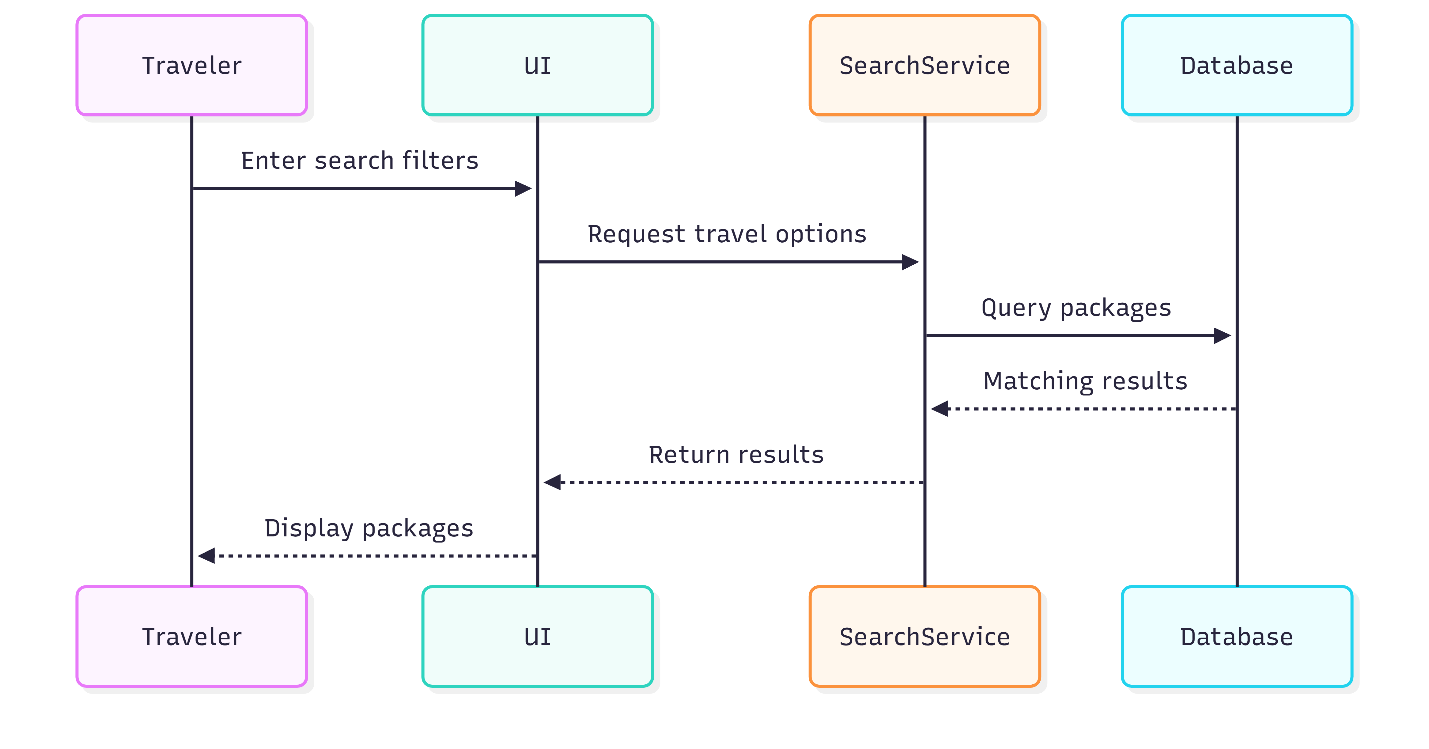 Traveler
UI
SearchService
Database
Enter search filters
Request travel options
Query packages
Matching results
Return results
Display packages
Traveler
UI
SearchService
Database